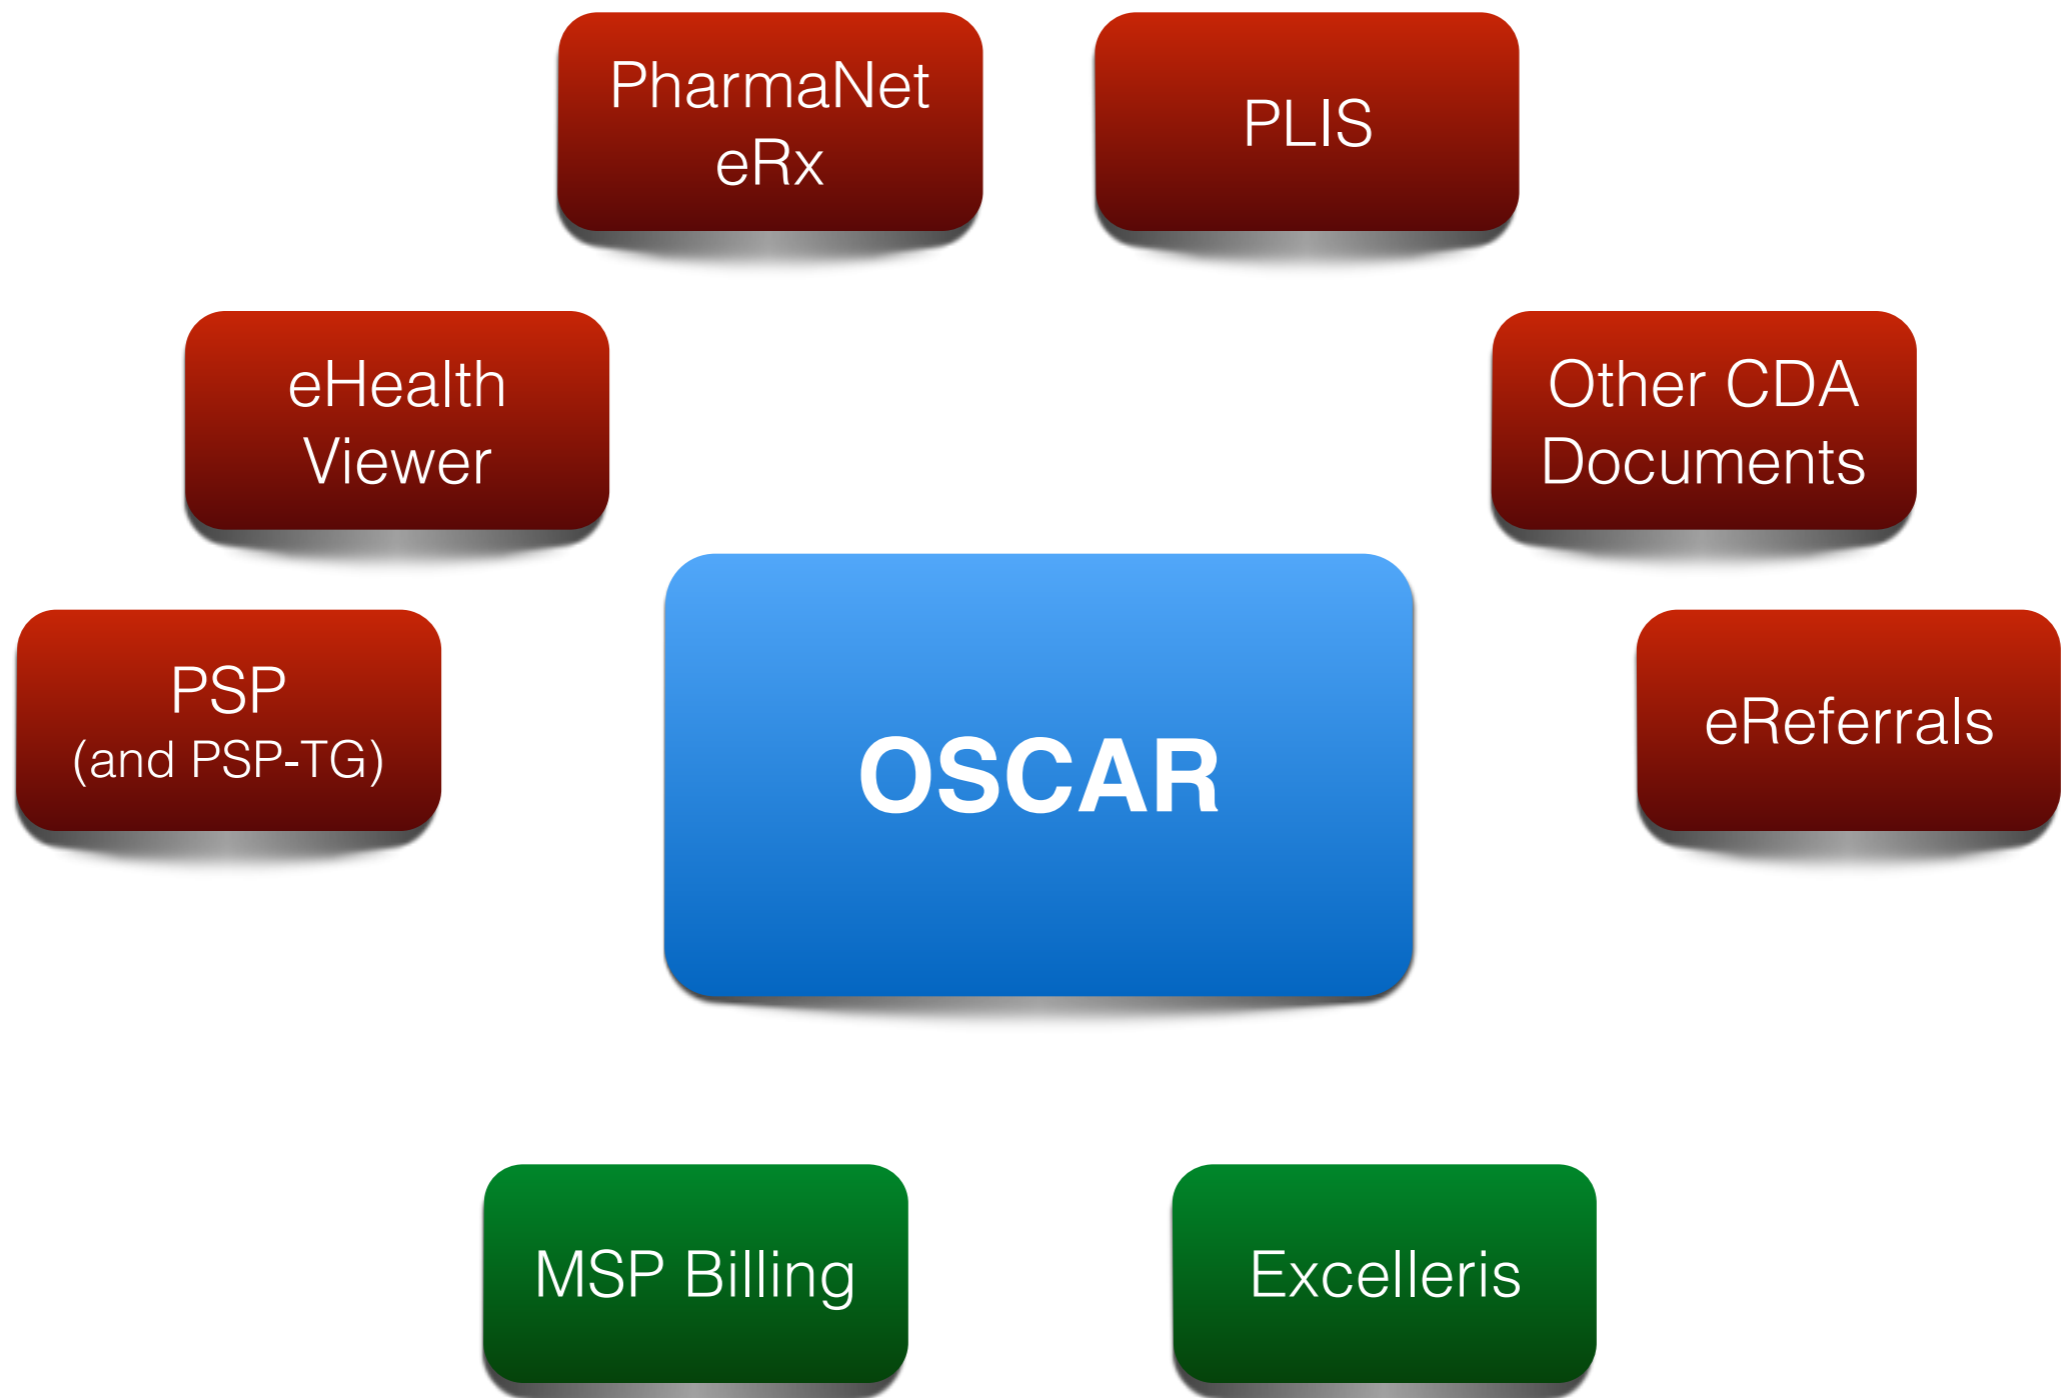 PharmaNet
eRx
PLIS
eHealth
Viewer
Other CDA
Documents
PSP
(and PSP-TG)
OSCAR
eReferrals
MSP Billing
Excelleris